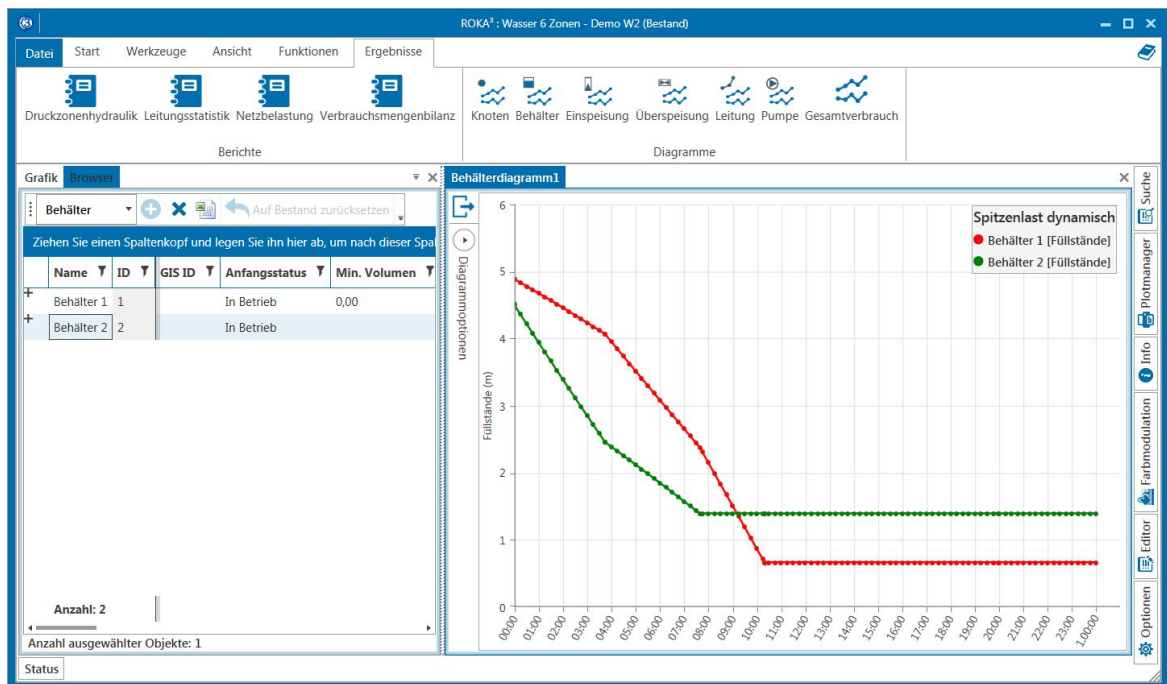 ROKA³ : Wasser 6 Zonen - Demo W2 (Bestand)
Datei Start Werkzeuge Ansicht Funktionen Ergebnisse
Druckzonenhydraulik Leitungsstatistik Netzbelastung Verbrauchsmengenbilanz Knoten Behälter Einspeisung Überspeisung Leitung Pumpe Gesamtverbrauch
Berichte Diagramme
Grafik Browser
Behälter Auf Bestand zurücksetzen
Ziehen Sie einen Spaltenkopf und legen Sie ihn hier ab, um nach dieser Spa
Name ID GIS ID Anfangsstatus Min. Volumen
Behälter 1 1 In Betrieb 0,00
Behälter 2 2 In Betrieb
Anzahl: 2
Anzahl ausgewählter Objekte: 1
Status
Behälterdiagramm1
Diagrammoptionen
Spitzenlast dynamisch
Behälter 1 [Füllstände]
Behälter 2 [Füllstände]
Füllstände (m)
6
5
4
3
2
1
0
00:00 01:00 02:00 03:00 04:00 05:00 06:00 07:00 08:00 09:00 10:00 11:00 12:00 13:00 14:00 15:00 16:00 17:00 18:00 19:00 20:00 21:00 22:00 23:00 1.00:00
Suche
Plotmanager
Info
Farbmodulation
Editor
Optionen